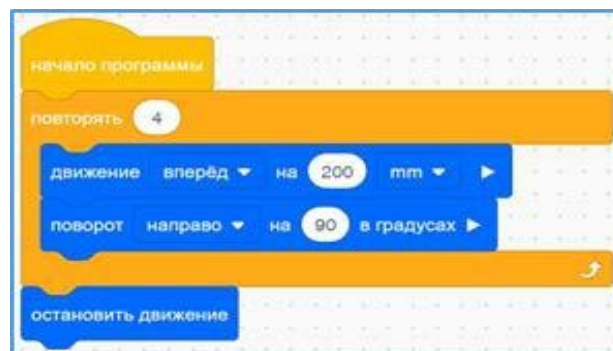 начало программы
повторять 4
движение вперёд на 200 mm
поворот направо на 90 в градусах
остановить движение